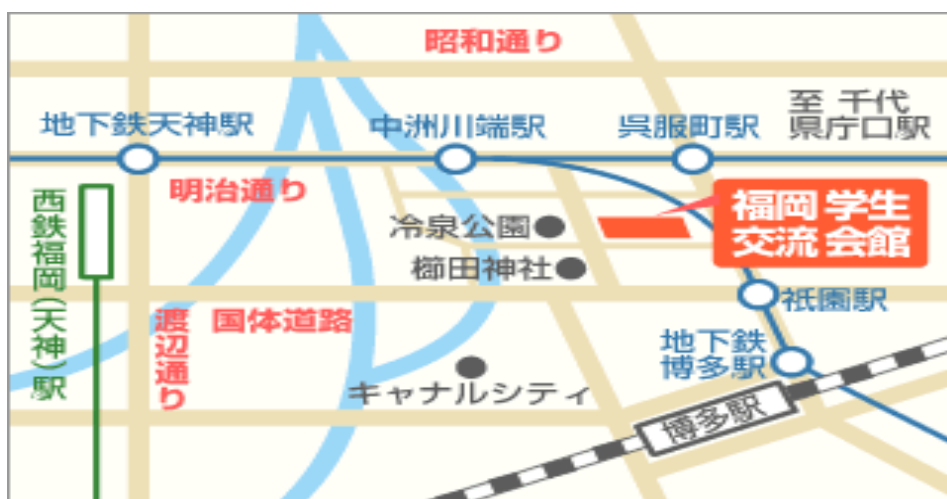 昭和通り
至 千代
県庁口駅
地下鉄天神駅
中洲川端駅
呉服町駅
明治通り
西鉄福岡(天神)駅
冷泉公園
福岡 学生
交流 会館
櫛田神社
祇園駅
渡辺通り
国体道路
地下鉄
博多駅
キャナルシティ
博多駅